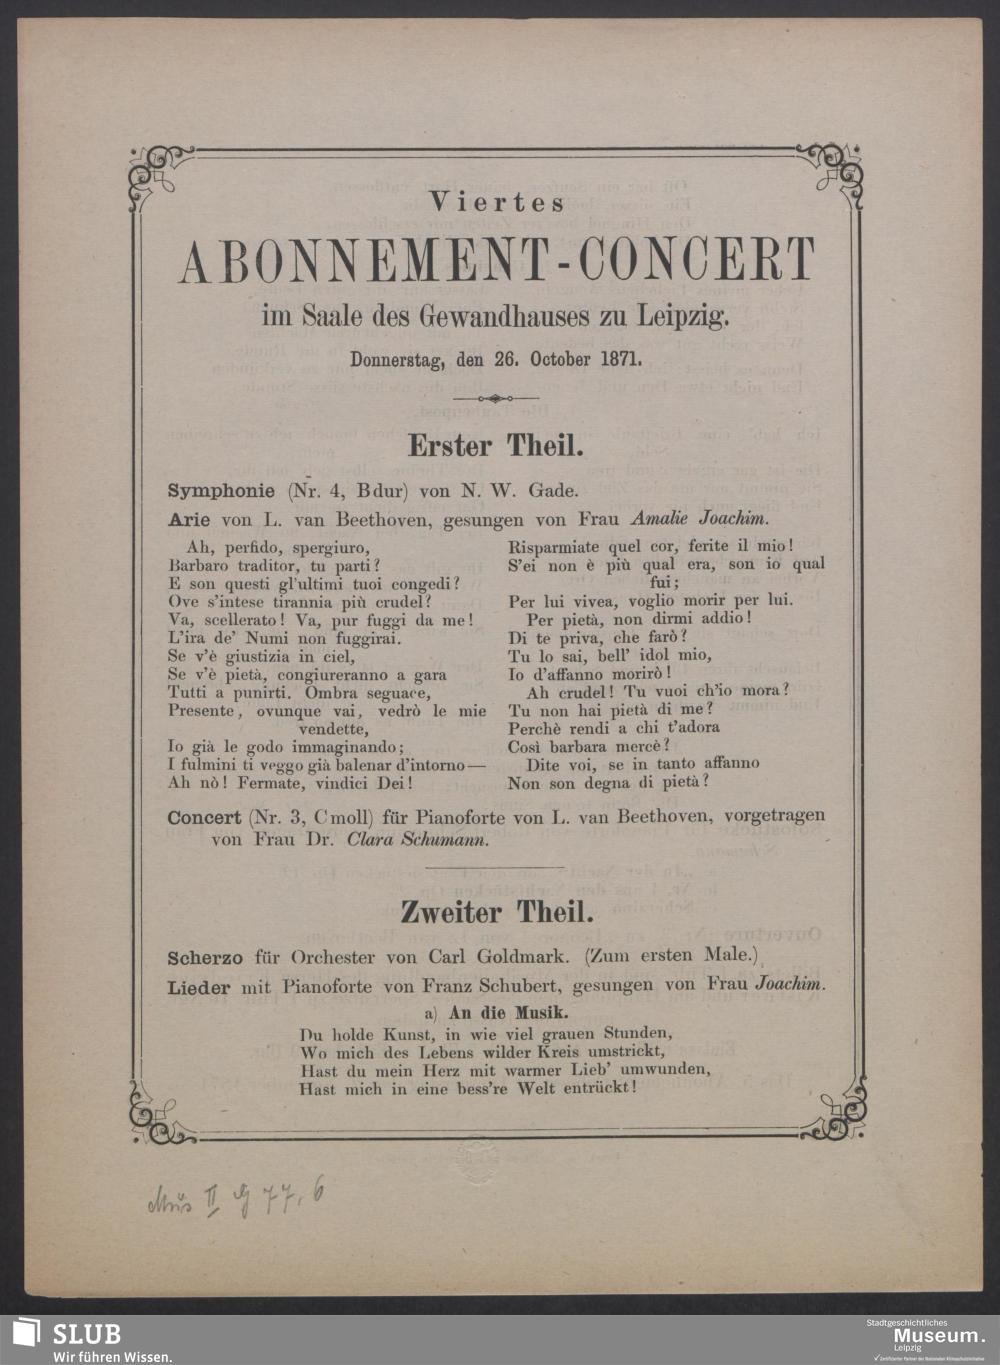 Viertes
ABONNEMENT-CONCERT
im Saale des Gewandhauses zu Leipzig.
Donnerstag, den 26. October 1871.
Erster Theil.
Symphonie (Nr. 4, Bdur) von N. W. Gade.
Arie von L. van Beethoven, gesungen von Frau Amalie Joachim.
Ah, perfido, spergiuro,
Barbaro traditor, tu parti?
E son questi gl'ultimi tuoi congedi?
Ove s'intese tirannia più crudel?
Va, scellerato! Va, pur fuggi da me!
L'ira de' Numi non fuggirai.
Se v'è giustizia in ciel,
Se v'è pietà, congiureranno a gara
Tutti a punirti. Ombra seguace,
Presente, ovunque vai, vedrò le mie
vendette,
Io già le godo immaginando;
I fulmini ti veggo già balenar d'intorno—
Ah nò! Fermate, vindici Dei!
Risparmiate quel cor, ferite il mio!
S'ei non è più qual era, son io qual
fui;
Per lui vivea, voglio morir per lui.
Per pietà, non dirmi addio!
Di te priva, che farò?
Tu lo sai, bell' idol mio,
Io d'affanno morirò!
Ah crudel! Tu vuoi ch'io mora?
Tu non hai pietà di me?
Perchè rendi a chi t'adora
Così barbara mercè?
Dite voi, se in tanto affanno
Non son degna di pietà?
Concert (Nr. 3, Cmoll) für Pianoforte von L. van Beethoven, vorgetragen
von Frau Dr. Clara Schumann.
Zweiter Theil.
Scherzo für Orchester von Carl Goldmark. (Zum ersten Male.)
Lieder mit Pianoforte von Franz Schubert, gesungen von Frau Joachim.
a) An die Musik.
Du holde Kunst, in wie viel grauen Stunden,
Wo mich des Lebens wilder Kreis umstrickt,
Hast du mein Herz mit warmer Lieb' umwunden,
Hast mich in eine bess're Welt entrückt!
Mus II 77, 6
SLUB
Wir führen Wissen.
Stadtgeschichtliches
Museum.
Leipzig
Zertifizierter Partner der Nationalen Klimaschutzinitiative